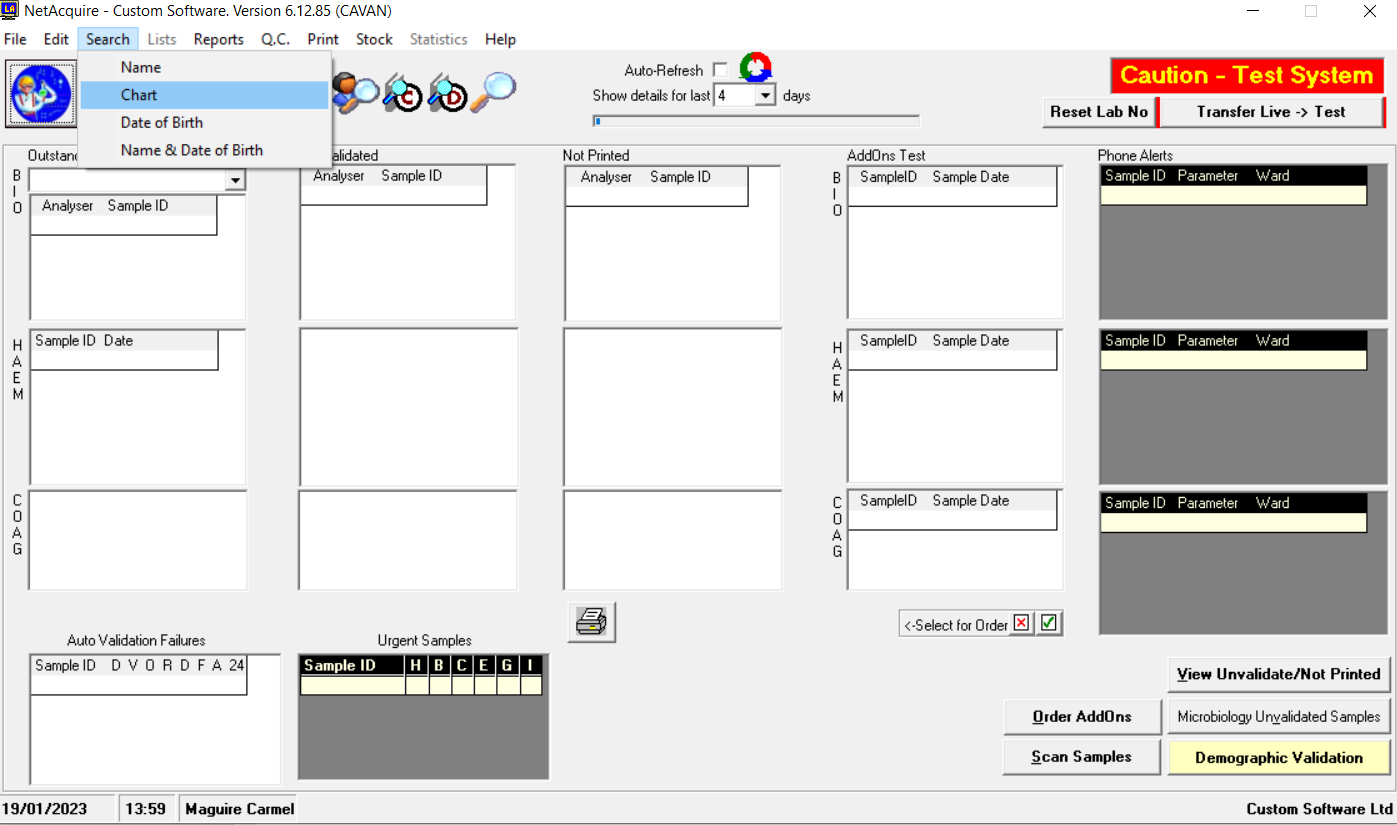 NetAcquire - Custom Software. Version 6.12.85 (CAVAN)
File Edit Search Lists Reports Q.C. Print Stock Statistics Help
Name
Chart
Date of Birth
Name & Date of Birth
C D
Auto-Refresh
Show details for last 4 days
Caution - Test System
Reset Lab No Transfer Live -> Test
Not Printed AddOns Test Phone Alerts
BIO
Analyser Sample ID
Analyser Sample ID
Analyser Sample ID
BIO
SampleID Sample Date
Sample ID Parameter Ward
HAEM
Sample ID Date
HAEM
SampleID Sample Date
Sample ID Parameter Ward
COAG
COAG
SampleID Sample Date
Sample ID Parameter Ward
<-Select for Order
Auto Validation Failures
Sample ID D V O R D F A 24
Urgent Samples
Sample ID H B C E G I
View Unvalidate/Not Printed
Order AddOns Microbiology Unvalidated Samples
Scan Samples Demographic Validation
19/01/2023 13:59 Maguire Carmel Custom Software Ltd